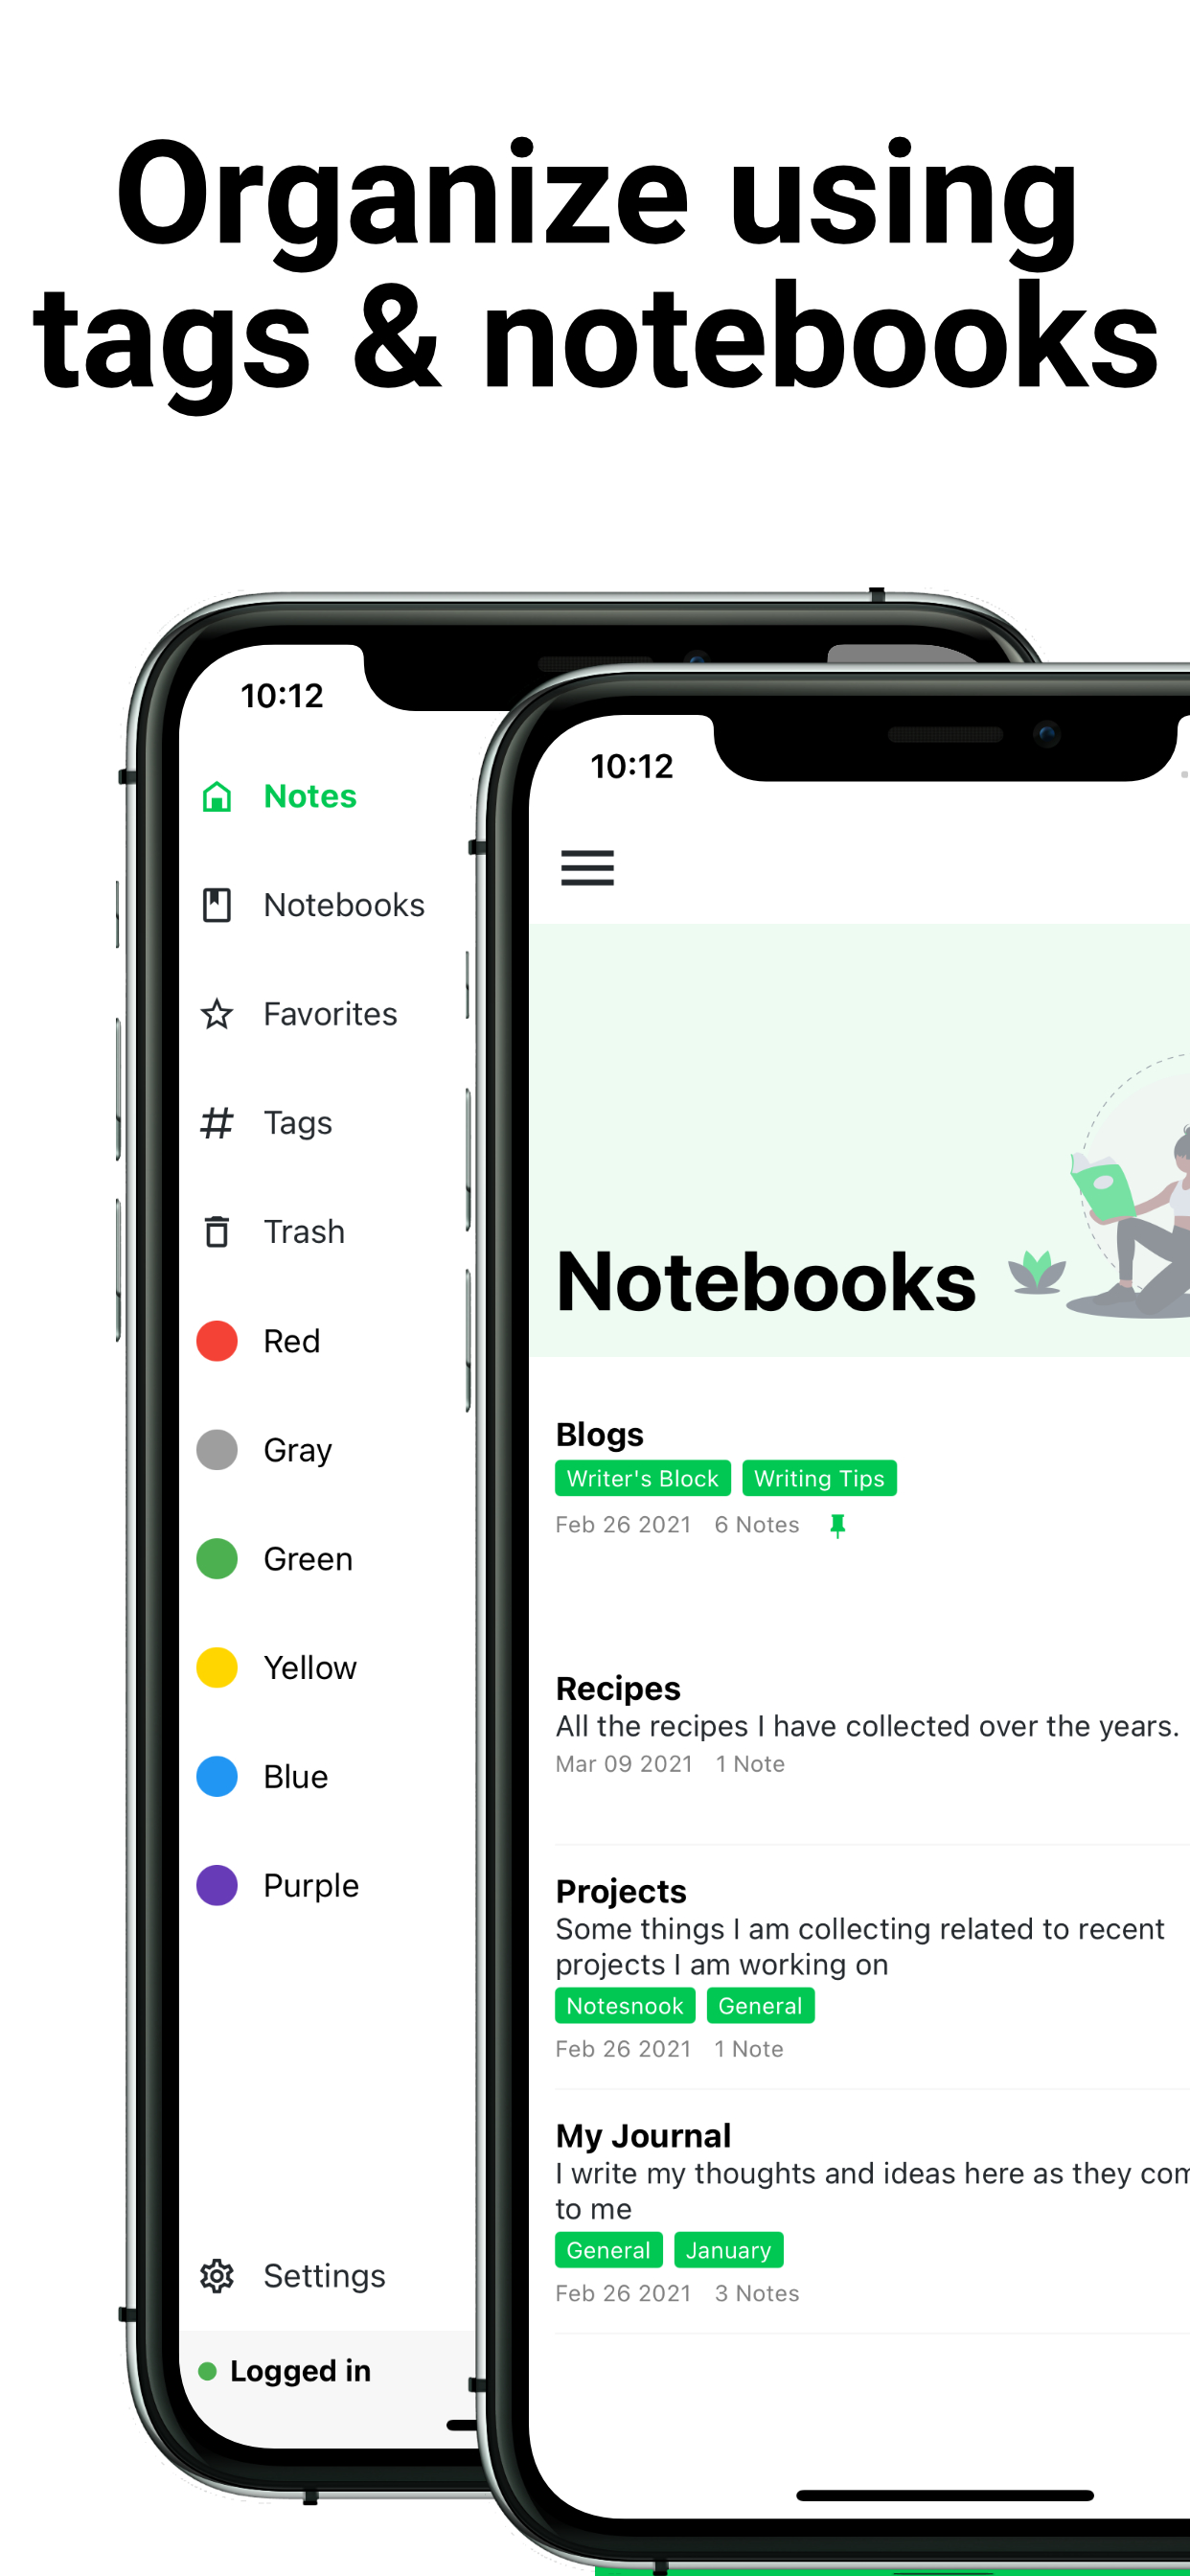 Organize using
tags & notebooks
10:12
Notes
Notebooks
Favorites
Tags
Trash
Red
Gray
Green
Yellow
Blue
Purple
Settings
Logged in
10:12
Notebooks
Blogs
Writer's Block Writing Tips
Feb 26 2021 6 Notes
Recipes
All the recipes I have collected over the years.
Mar 09 2021 1 Note
Projects
Some things I am collecting related to recent
projects I am working on
Notesnook General
Feb 26 2021 1 Note
My Journal
I write my thoughts and ideas here as they
to me
General January
Feb 26 2021 3 Notes